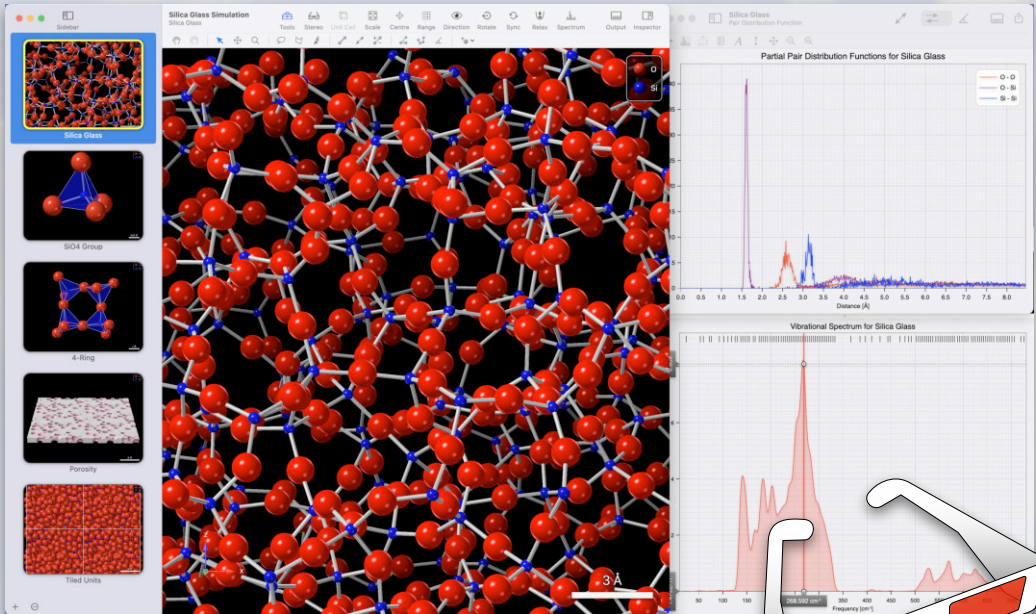 Sidebar
Silica Glass
SiO4 Group
4-Ring
Porosity
Tiled Units
Silica Glass Simulation
Silica Glass
Tools
Stereo
Unit Cell
Scale
Centre
Range
Direction
Rotate
Sync
Relax
Spectrum
Output
Inspector
O
Si
3 Å
Silica-Glass
Pair Distribution Function
A
Partial Pair Distribution Functions for Silica Glass
O - O
O - Si
Si - Si
0.0 0.5 1.0 1.5 2.0 2.5 3.0 3.5 4.0 4.5 5.0 5.5 6.0 6.5 7.0 7.5 8.0
Distance [Å]
Vibrational Spectrum for Silica Glass
6
4
2
50 100 150 200 268.592 cm⁻¹ 350 400 450 500 550
Frequency [cm⁻¹]